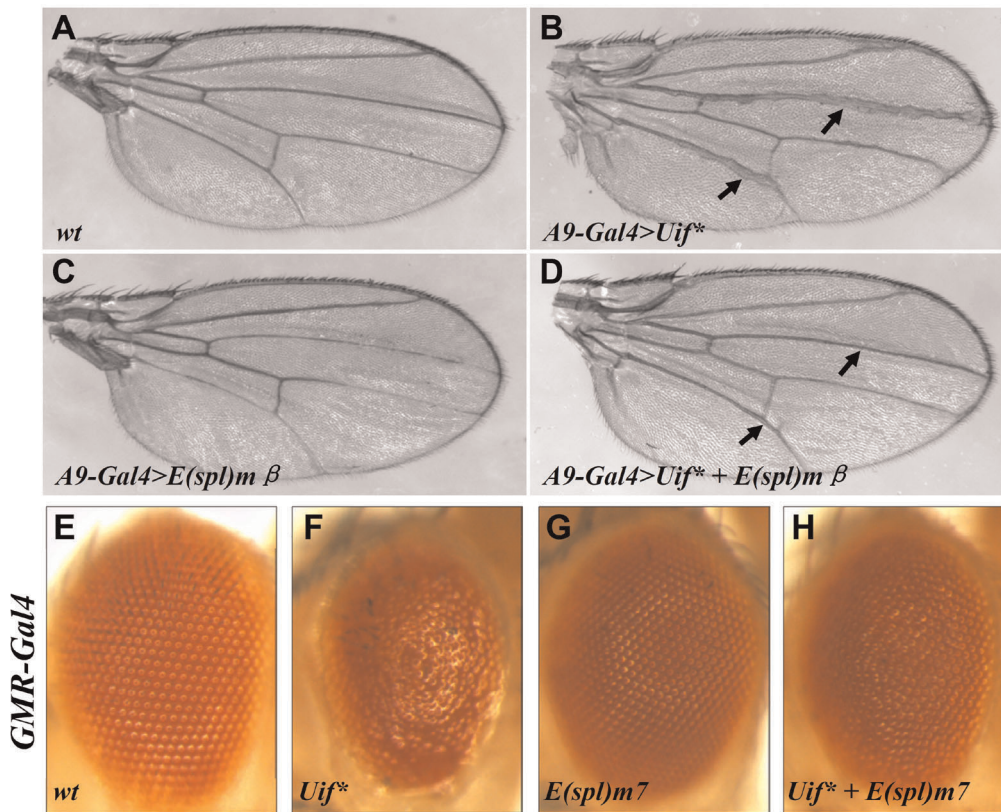 A
wt
B
A9-Gal4>Uif*
C
A9-Gal4>E(spl)m β
D
A9-Gal4>Uif* + E(spl)m β
GMR-Gal4
E
wt
F
Uif*
G
E(spl)m7
H
Uif* + E(spl)m7